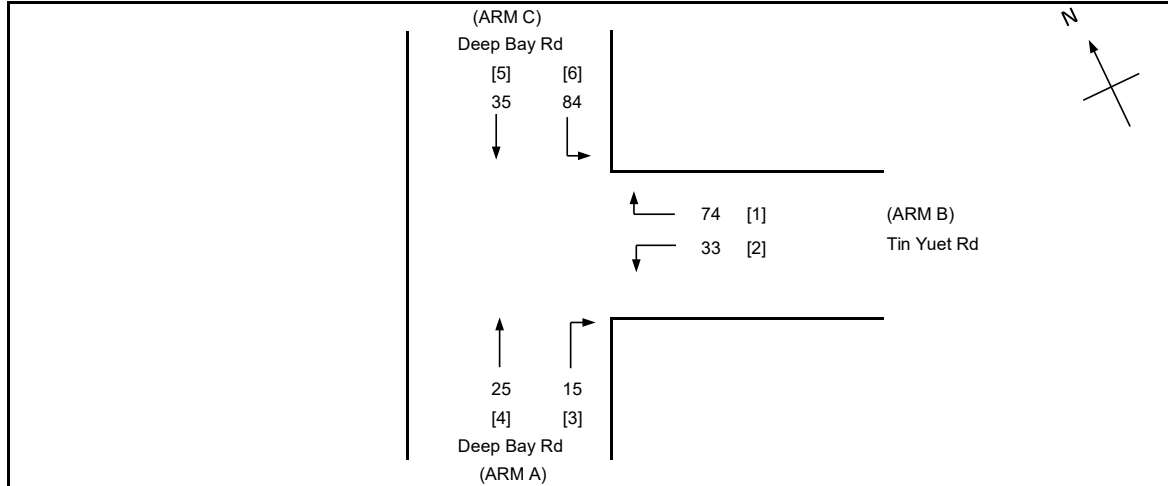 (ARM C)
N
Deep Bay Rd
[5] [6]
35 84
74 [1] (ARM B)
33 [2] Tin Yuet Rd
25 15
[4] [3]
Deep Bay Rd
(ARM A)